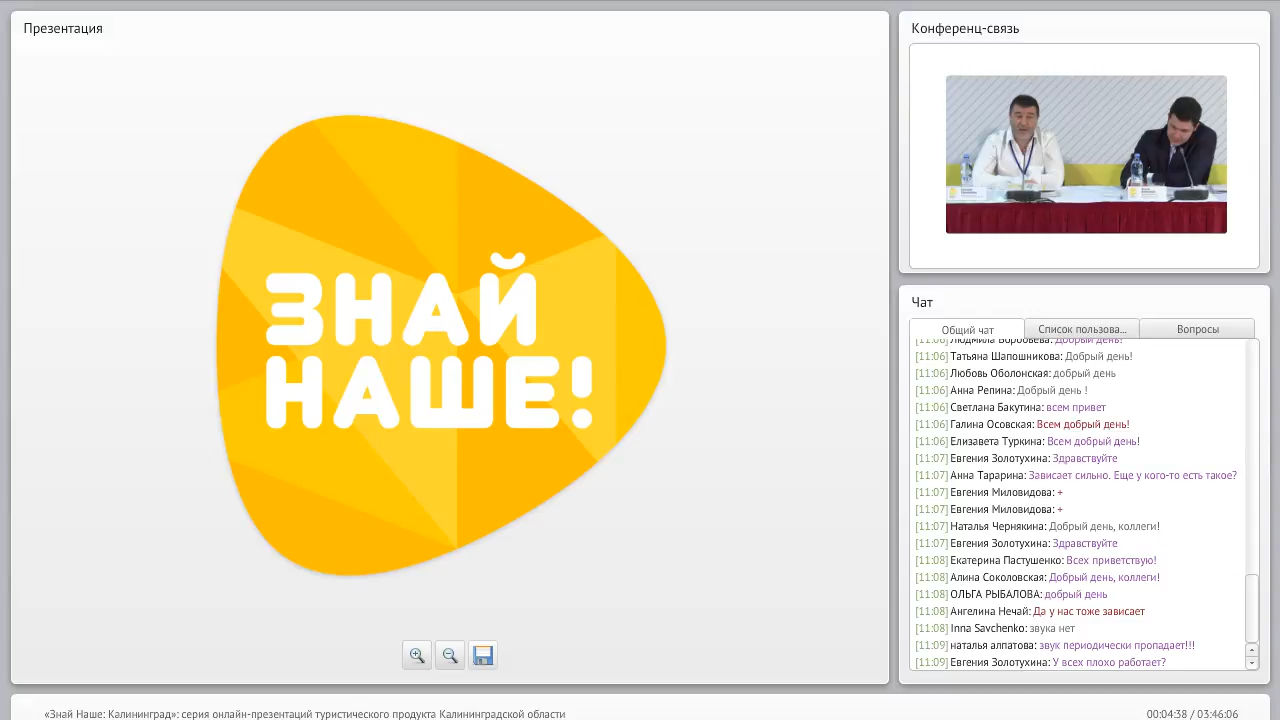 Презентация
ЗНАЙ
НАШЕ!
Конференц-связь
Чат
Общий чат
Список пользова...
Вопросы
[11:06] Людмила Воробьева: Добрый день!
[11:06] Татьяна Шапошникова: Добрый день!
[11:06] Любовь Оболонская: добрый день
[11:06] Анна Репина: Добрый день !
[11:06] Светлана Бакутина: всем привет
[11:06] Галина Осовская: Всем добрый день!
[11:06] Елизавета Туркина: Всем добрый день!
[11:07] Евгения Золотухина: Здравствуйте
[11:07] Анна Тарарина: Зависает сильно. Еще у кого-то есть такое?
[11:07] Евгения Миловидова: +
[11:07] Евгения Миловидова: +
[11:07] Наталья Чернякина: Добрый день, коллеги!
[11:07] Евгения Золотухина: Здравствуйте
[11:08] Екатерина Пастушенко: Всех приветствую!
[11:08] Алина Соколовская: Добрый день, коллеги!
[11:08] ОЛЬГА РЫБАЛОВА: добрый день
[11:08] Ангелина Нечай: Да у нас тоже зависает
[11:08] Inna Savchenko: звука нет
[11:09] наталья алпатова: звук периодически пропадает!!!
[11:09] Евгения Золотухина: У всех плохо работает?
«Знай Наше: Калининград»: серия онлайн-презентаций туристического продукта Калининградской области
00:04:38 / 03:46:06